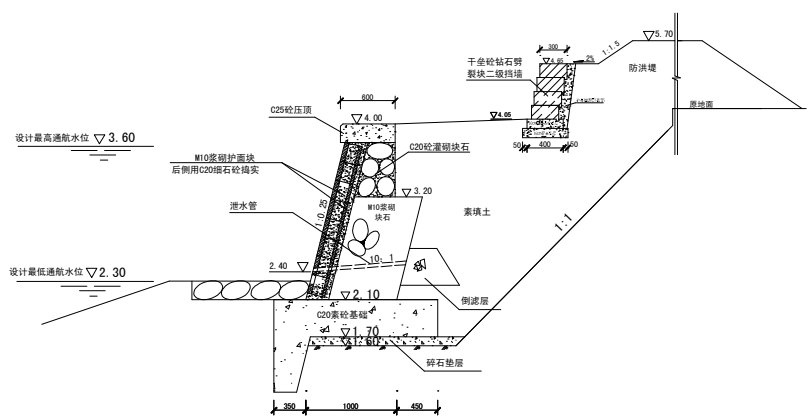 300
5.70
1:1.5
2%
4.65
干垒砼钻石劈
裂块二级挡墙
防洪堤
600
C25砼压顶
4.00
4.05
原地面
设计最高通航水位 3.60
C20砼灌砌块石
50 400 50
M10浆砌护面块
后侧用C20细石砼捣实
3.20
1:0.25
M10浆砌
块石
素填土
1:1
泄水管
10:1
2.40
设计最低通航水位 2.30
2.10
倒滤层
C20素砼基础
1.70
1.60
碎石垫层
350 1000 450